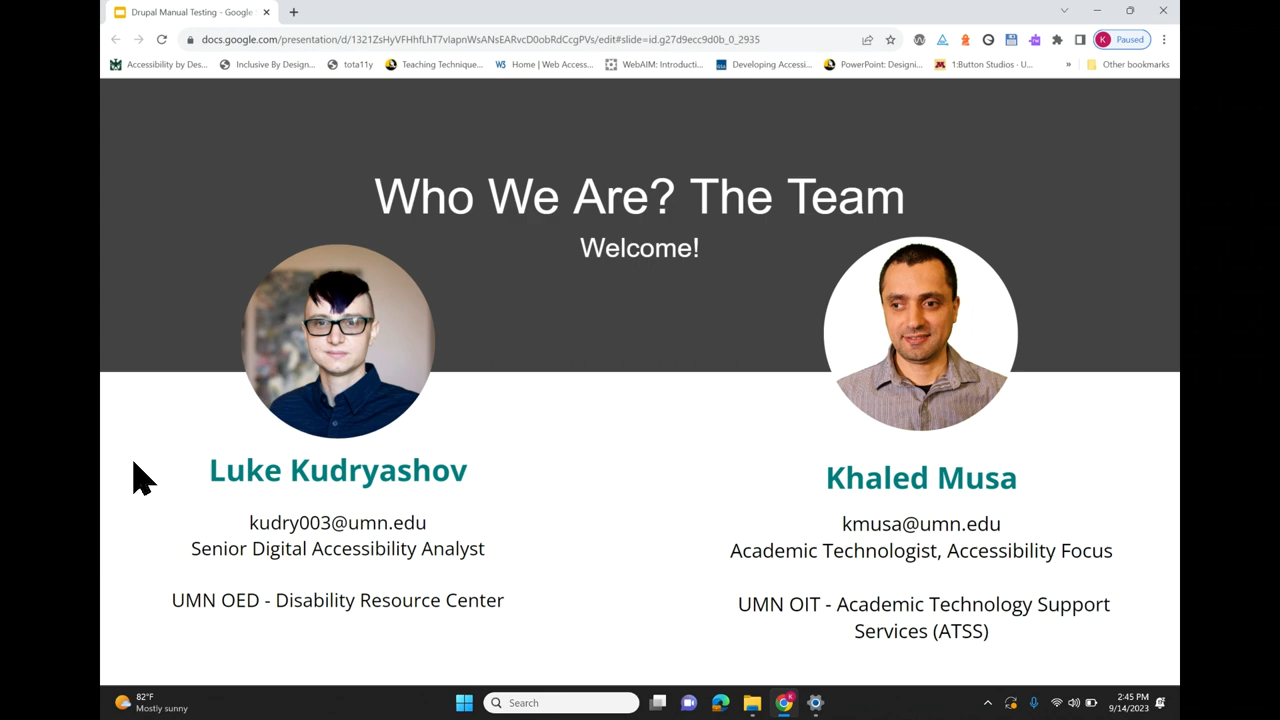 Drupal Manual Testing - Google
docs.google.com/presentation/d/1321ZsHyVFHhfLhT7vIapnWsANsEARvcD0obRdCcgPVs/edit#slide=id.g27d9ecc9d0b_0_2935
K Paused
Accessibility by Des... Inclusive By Design... tota11y Teaching Technique... Home | Web Access... WebAIM: Introducti... Developing Accessi... PowerPoint: Designi... 1:Button Studios - U... » Other bookmarks
Who We Are? The Team
Welcome!
Luke Kudryashov
kudry003@umn.edu
Senior Digital Accessibility Analyst
UMN OED - Disability Resource Center
Khaled Musa
kmusa@umn.edu
Academic Technologist, Accessibility Focus
UMN OIT - Academic Technology Support
Services (ATSS)
82°F
Mostly sunny
Search
2:45 PM
9/14/2023